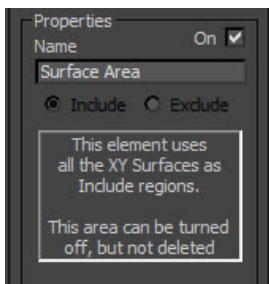 Properties
Name
On
Surface Area
Include
Exclude
This element uses
all the XY Surfaces as
Include regions.
This area can be turned
off, but not deleted